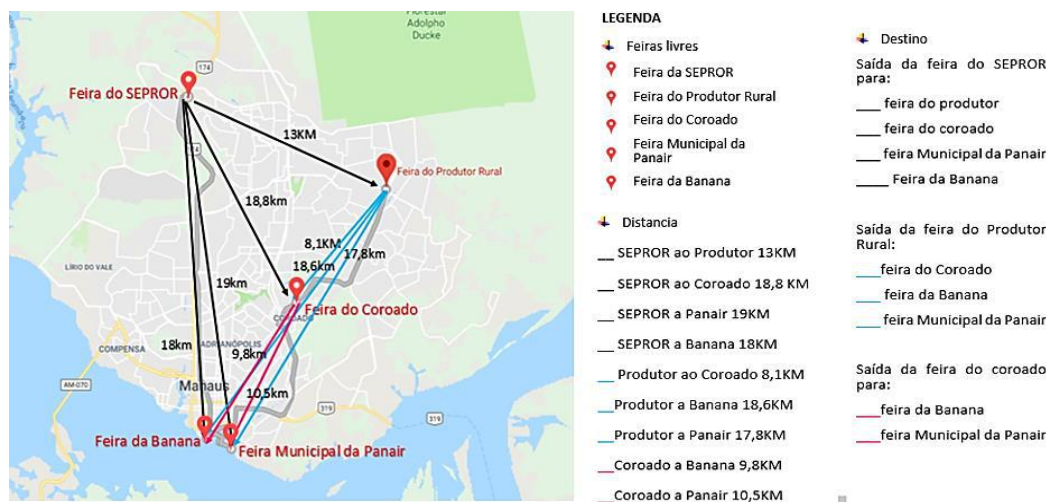 Adolpho
Ducke
174
Feira do SEPROR
174
13KM
Feira do Produtor Rural
18,8km
8,1KM
17,8km
18,6km
LÍRIO DO VALE
19km
Feira do Coroado
COROADO
ADRIANÓPOLIS
COMPENSA
18km
9,8km
AM-070
Manaus
10,5km
319
319
Feira da Banana
Feira Municipal da Panair
LEGENDA
Feiras livres
Feira da SEPROR
Feira do Produtor Rural
Feira do Coroado
Feira Municipal da
Panair
Feira da Banana
Distancia
__ SEPROR ao Produtor 13KM
__ SEPROR ao Coroado 18,8 KM
__ SEPROR a Panair 19KM
__ SEPROR a Banana 18KM
__ Produtor ao Coroado 8,1KM
__Produtor a Banana 18,6KM
__Produtor a Panair 17,8KM
__Coroado a Banana 9,8KM
__Coroado a Panair 10,5KM
Destino
Saída da feira do SEPROR
para:
___ feira do produtor
___ feira do coroado
___ feira Municipal da Panair
____ Feira da Banana
Saída da feira do Produtor
Rural:
___feira do Coroado
___ feira da Banana
___ feira Municipal da Panair
Saída da feira do coroado
para:
___feira da Banana
___feira Municipal da Panair